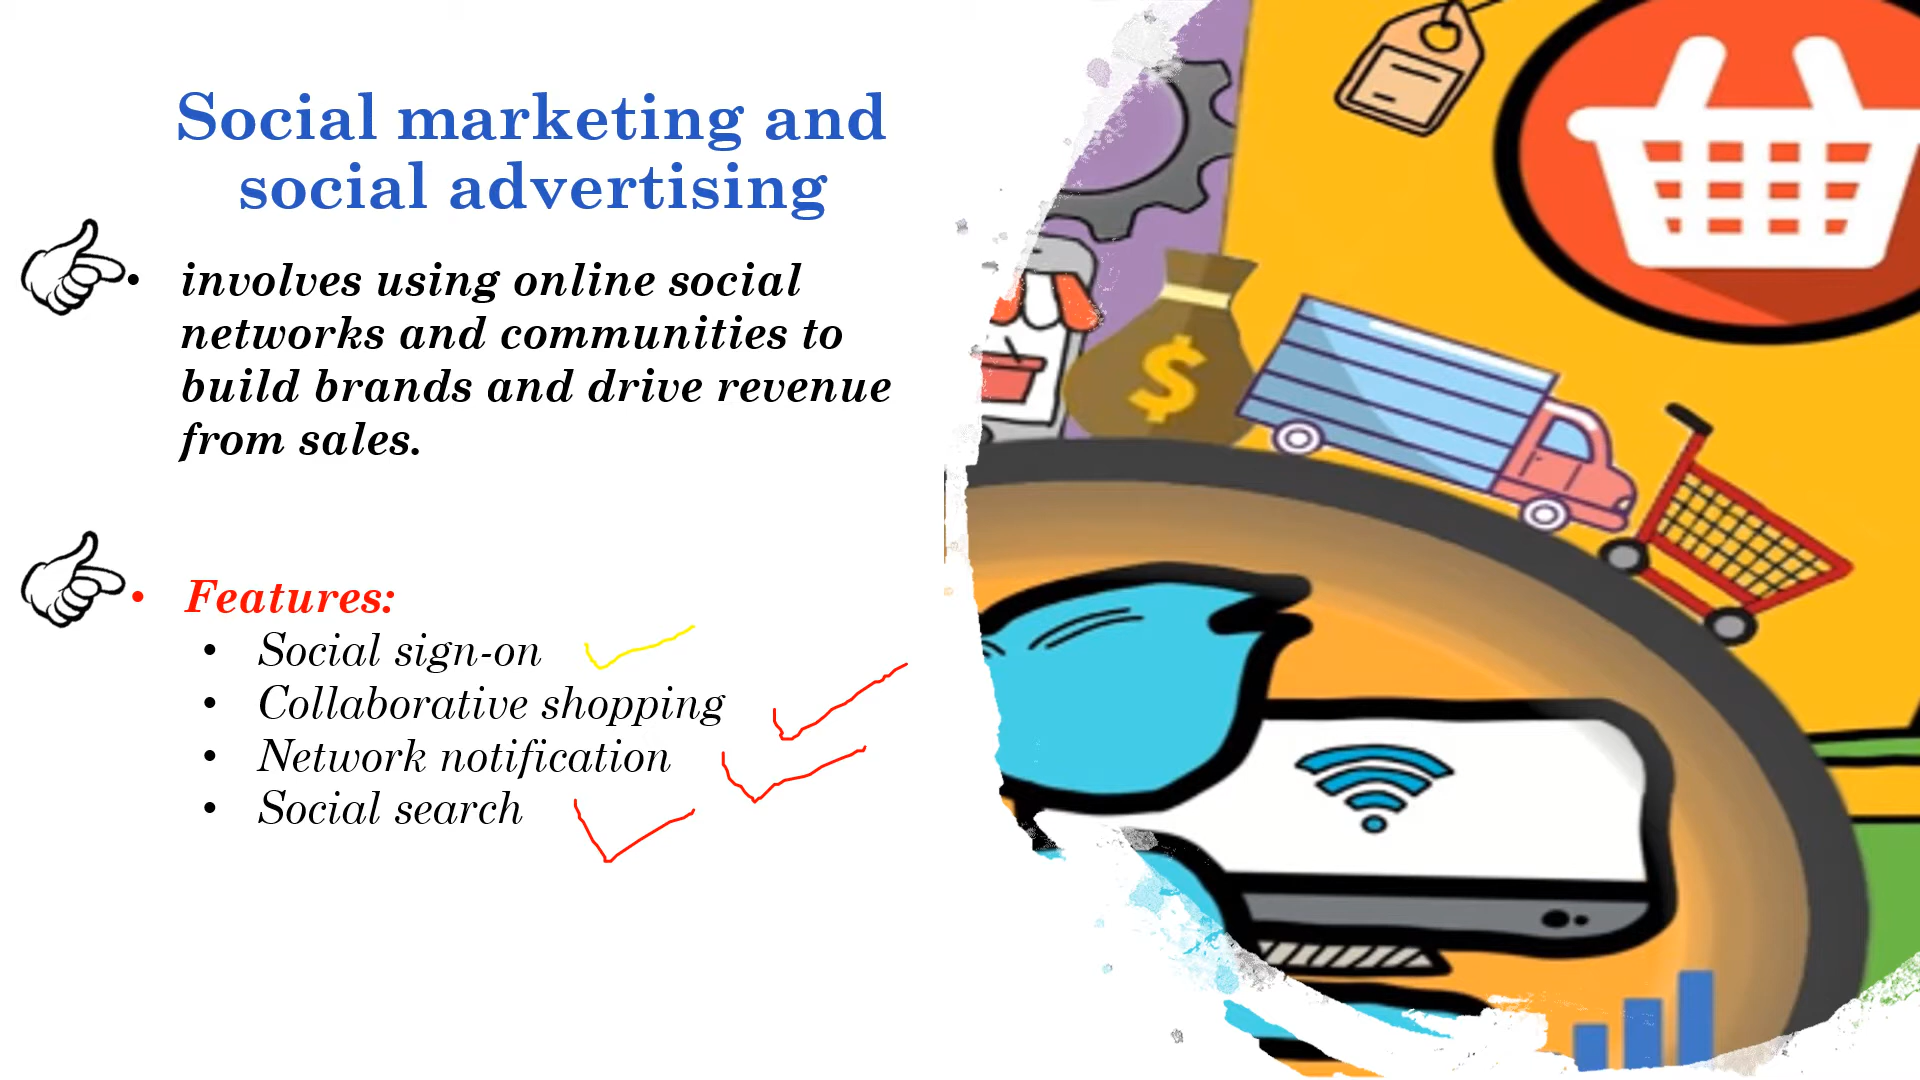 Social marketing and
social advertising
• involves using online social
networks and communities to
build brands and drive revenue
from sales.
• Features:
• Social sign-on
• Collaborative shopping
• Network notification
• Social search
$